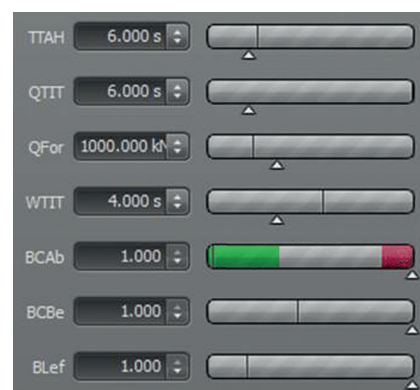 TTAH 6.000 s
QTIT 6.000 s
QFor 1000.000 kN
WTIT 4.000 s
BCAb 1.000
BCBe 1.000
BLef 1.000